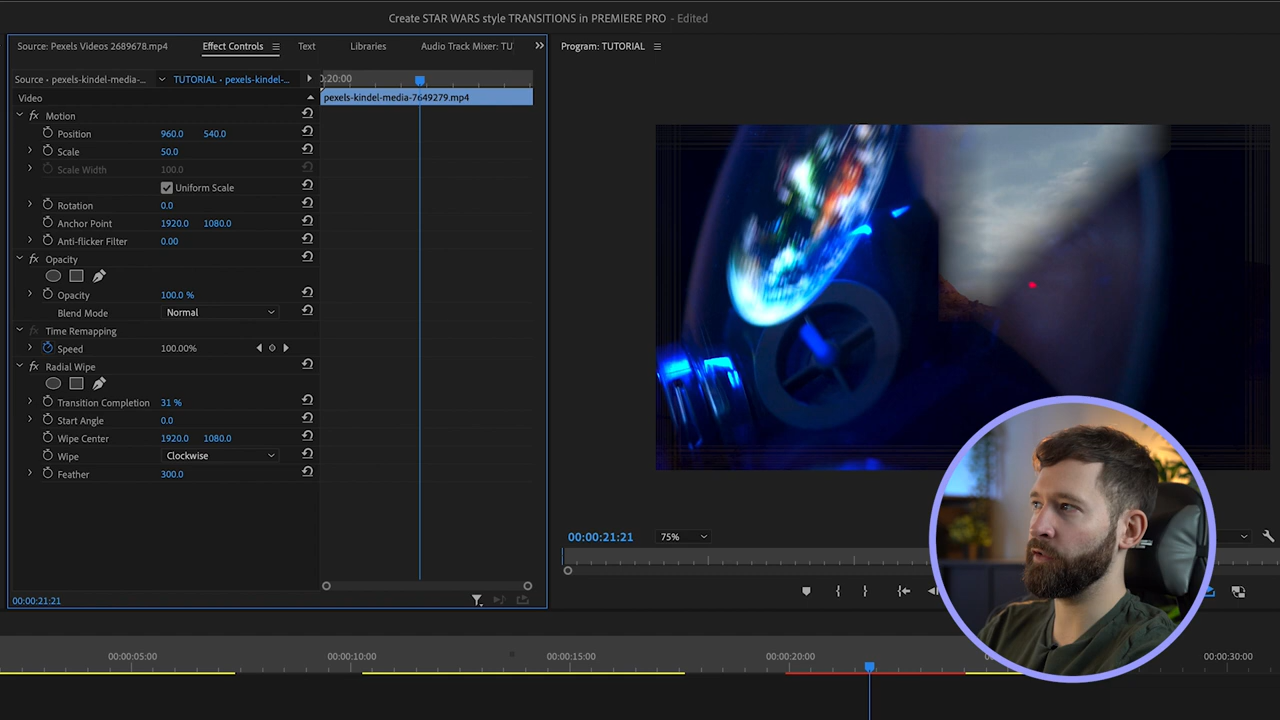 Create STAR WARS style TRANSITIONS in PREMIERE PRO - Edited
Source: Pexels Videos 2689678.mp4
Effect Controls
Text
Libraries
Audio Track Mixer: TU
Program: TUTORIAL
Source • pexels-kindel-media-...
TUTORIAL • pexels-kindel-...
:20:00
Video
pexels-kindel-media-7649279.mp4
fx Motion
Position 960.0 540.0
Scale 50.0
Scale Width 100.0
Uniform Scale
Rotation 0.0
Anchor Point 1920.0 1080.0
Anti-flicker Filter 0.00
fx Opacity
Opacity 100.0 %
Blend Mode Normal
fx Time Remapping
Speed 100.00%
fx Radial Wipe
Transition Completion 31 %
Start Angle 0.0
Wipe Center 1920.0 1080.0
Wipe Clockwise
Feather 300.0
00:00:21:21
75%
00:00:21:21
00:00:05:00
00:00:10:00
00:00:15:00
00:00:20:00
00:00:30:00